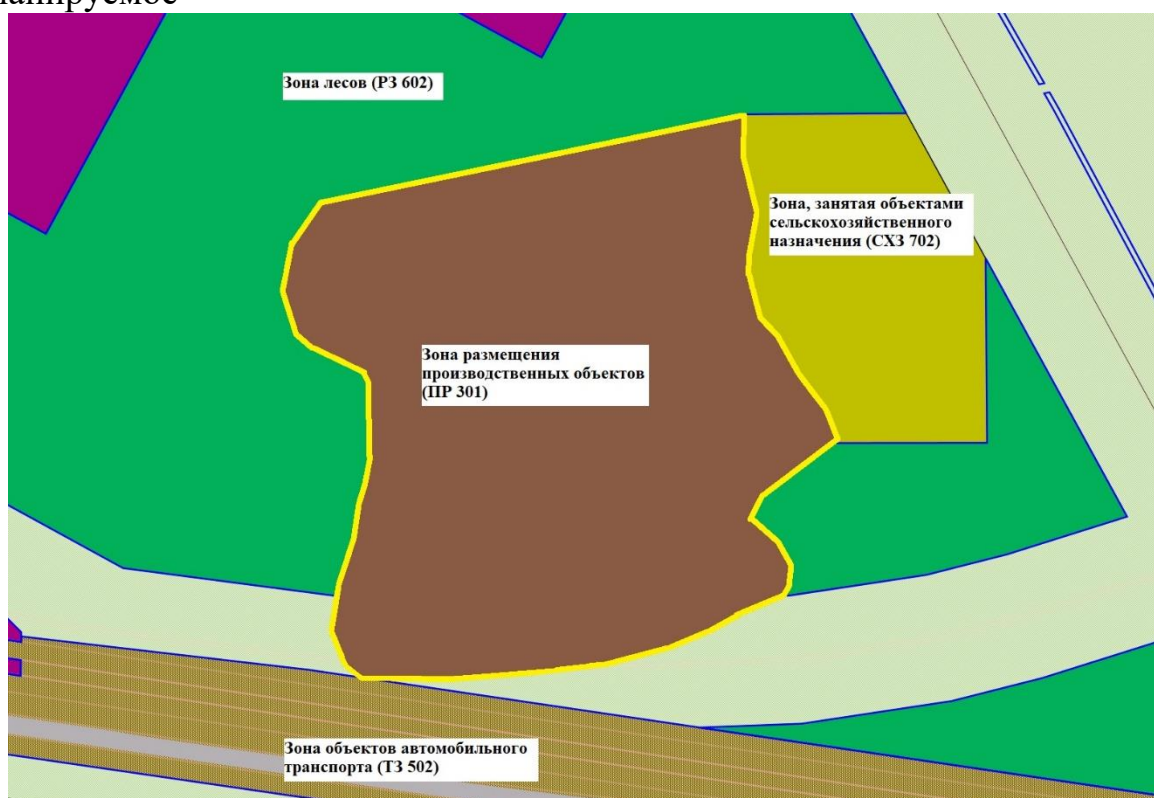 Зона лесов (РЗ 602)
Зона, занятая объектами
сельскохозяйственного
назначения (СХЗ 702)
Зона размещения
производственных объектов
(ПР 301)
Зона объектов автомобильного
транспорта (ТЗ 502)